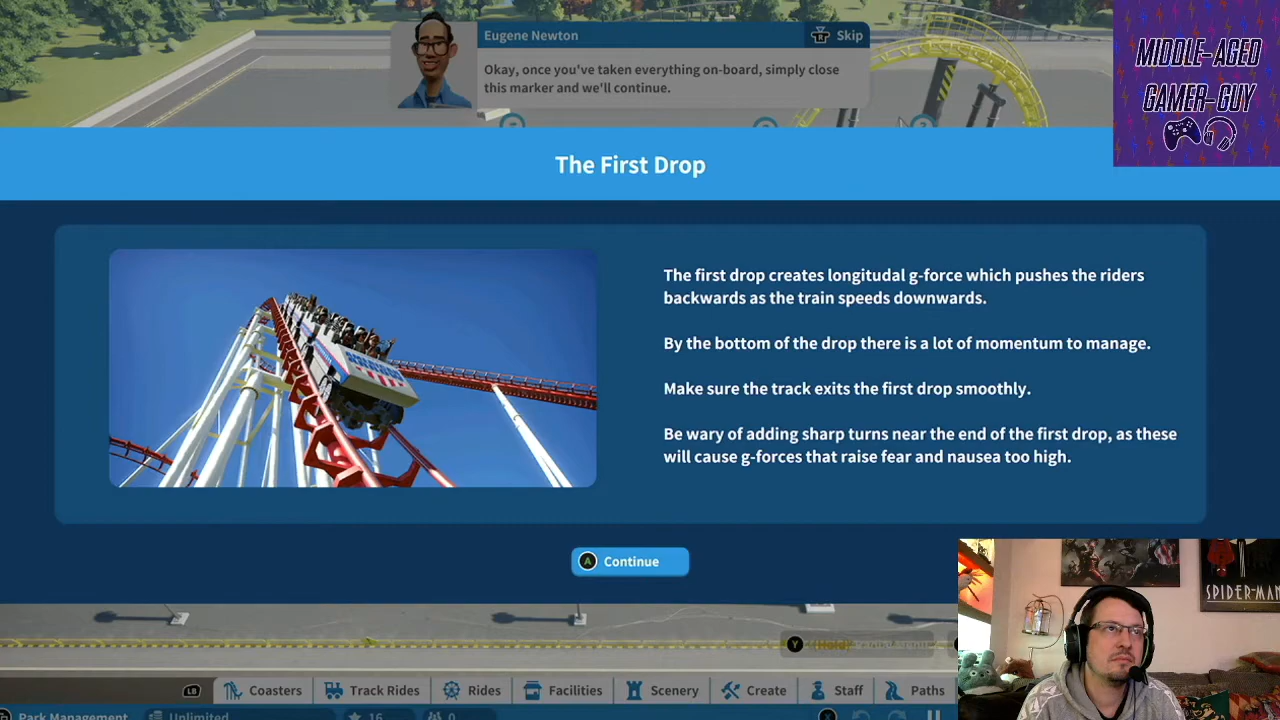 Eugene Newton
Skip
Okay, once you've taken everything on-board, simply close
this marker and we'll continue.
MIDDLE-AGED
GAMER-GUY
The First Drop
The first drop creates longitudal g-force which pushes the riders
backwards as the train speeds downwards.
By the bottom of the drop there is a lot of momentum to manage.
Make sure the track exits the first drop smoothly.
Be wary of adding sharp turns near the end of the first drop, as these
will cause g-forces that raise fear and nausea too high.
A Continue
SPIDER-MAN
Y
LB
Coasters
Track Rides
Rides
Facilities
Scenery
Create
Staff
Paths
Park Management
Unlimited
16
0
X